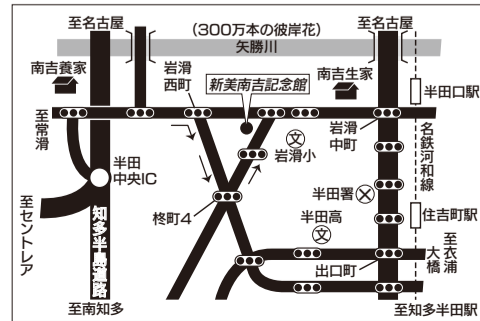 至名古屋
(300万本の彼岸花)
矢勝川
至名古屋
南吉養家
岩滑
西町
新美南吉記念館
南吉生家
半田口駅
至常滑
岩滑小
岩滑
中町
名鉄河和線
半田
中央IC
半田署
柊町4
半田高
住吉町駅
至セントレア
知多半島道路
出口町
至衣浦
大橋
至南知多
至知多半田駅
文
文